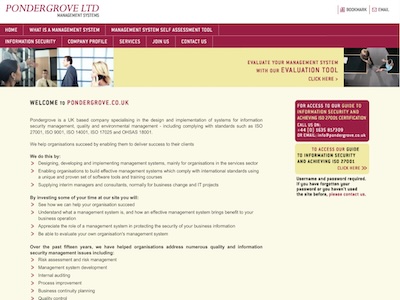 PONDERGROVE LTD
MANAGEMENT SYSTEMS
BOOKMARK
EMAIL
HOME
WHAT IS A MANAGEMENT SYSTEM
MANAGEMENT SYSTEM SELF ASSESSMENT TOOL
INFORMATION SECURITY
COMPANY PROFILE
SERVICES
JOIN US
CONTACT US
EVALUATE YOUR MANAGEMENT SYSTEM
WITH OUR EVALUATION TOOL
CLICK HERE >
WELCOME TO PONDERGROVE.CO.UK
Pondergrove is a UK based company specialising in the design and implementation of systems for information
security management, quality and environmental management - including complying with standards such as ISO
27001, ISO 9001, ISO 14001, ISO 17025 and OHSAS 18001.
We help organisations succeed by enabling them to deliver success to their clients
We do this by:
Designing, developing and implementing management systems, mainly for organisations in the services sector
Enabling organisations to build effective management systems which comply with international standards using
a unique and proven set of software tools and training courses
Supplying interim managers and consultants, normally for business change and IT projects
By investing some of your time at our site you will:
See how we can help your organisation succeed
Understand what a management system is, and how an effective management system brings benefit to your
business operation
Appreciate the role of a management system in protecting the security of your business information
Be able to evaluate your own organisation's management system
Over the past fifteen years, we have helped organisations address numerous quality and information
security management issues including:
Risk assessment and risk management
Management system development
Internal auditing
Process improvement
Business continuity planning
Quality control
FOR ACCESS TO OUR GUIDE TO
INFORMATION SECURITY AND
ACHIEVING ISO 27001 CERTIFICATION
CALL US ON:
+44 (0) 1635 817309
OR EMAIL: info@pondergrove.co.uk
TO ACCESS OUR GUIDE
TO INFORMATION SECURITY
AND ACHIEVING ISO 27001
CLICK HERE >>
Username and password required.
If you have forgotten your
password or you haven't used
the site before, please contact us.